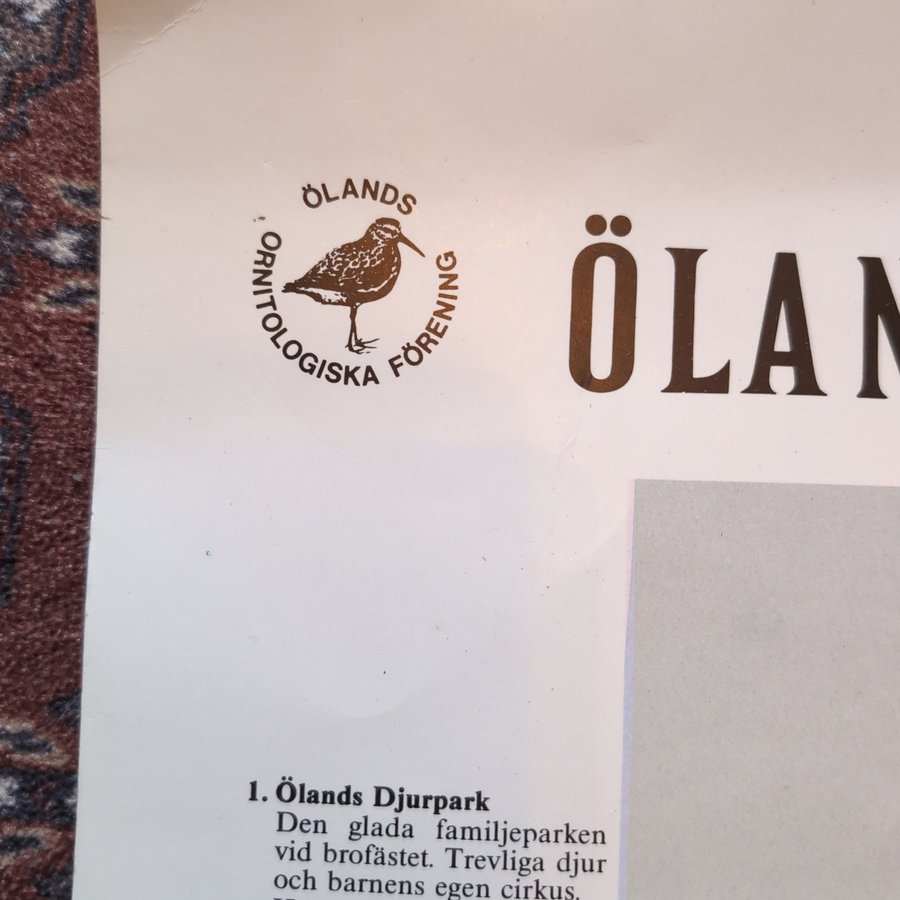 ÖLANDS
ORNITOLOGISKA FÖRENING
ÖLAN
1. Ölands Djurpark
Den glada familjeparken
vid brofästet. Trevliga djur
och barnens egen cirkus.